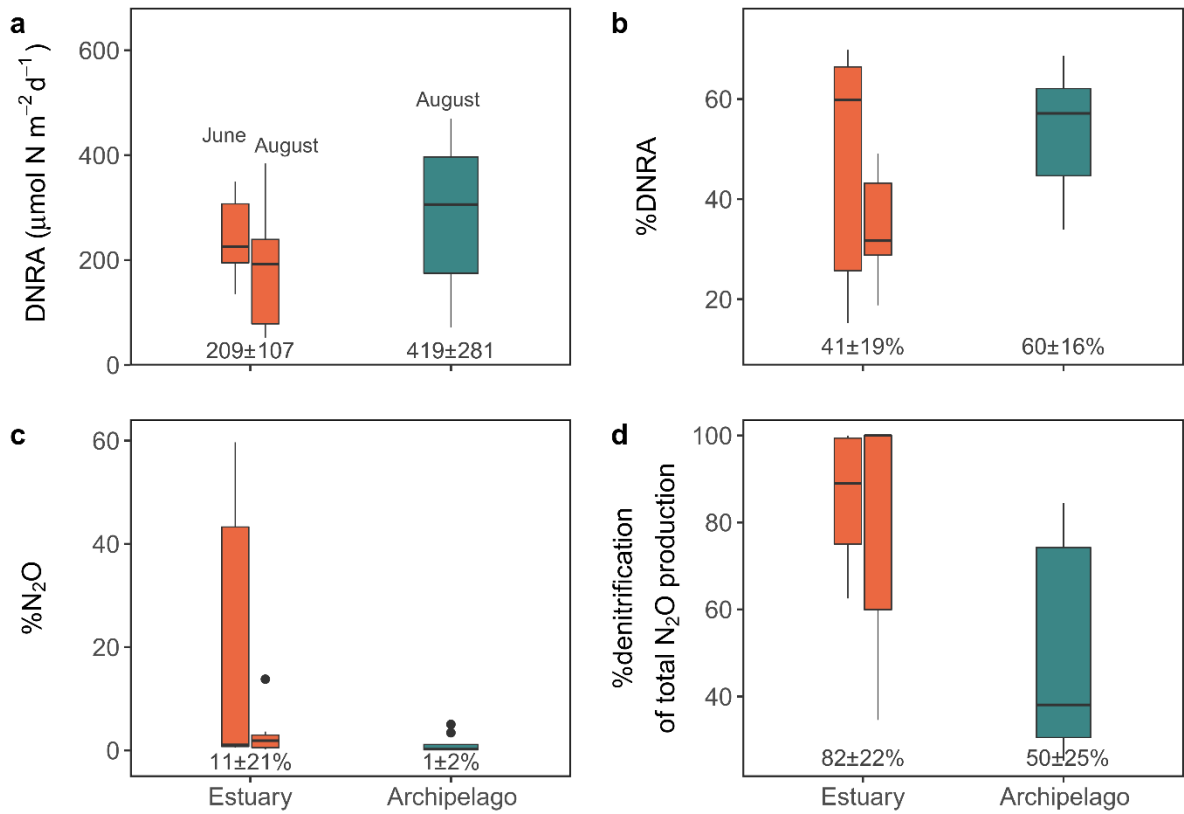 a
DNRA (μmol N m⁻² d⁻¹)
600
400
200
0
June
August
August
209±107
419±281
b
%DNRA
60
40
20
41±19%
60±16%
c
%N₂O
60
40
20
0
11±21%
1±2%
Estuary
Archipelago
d
%denitrification
of total N₂O production
100
80
60
40
82±22%
50±25%
Estuary
Archipelago